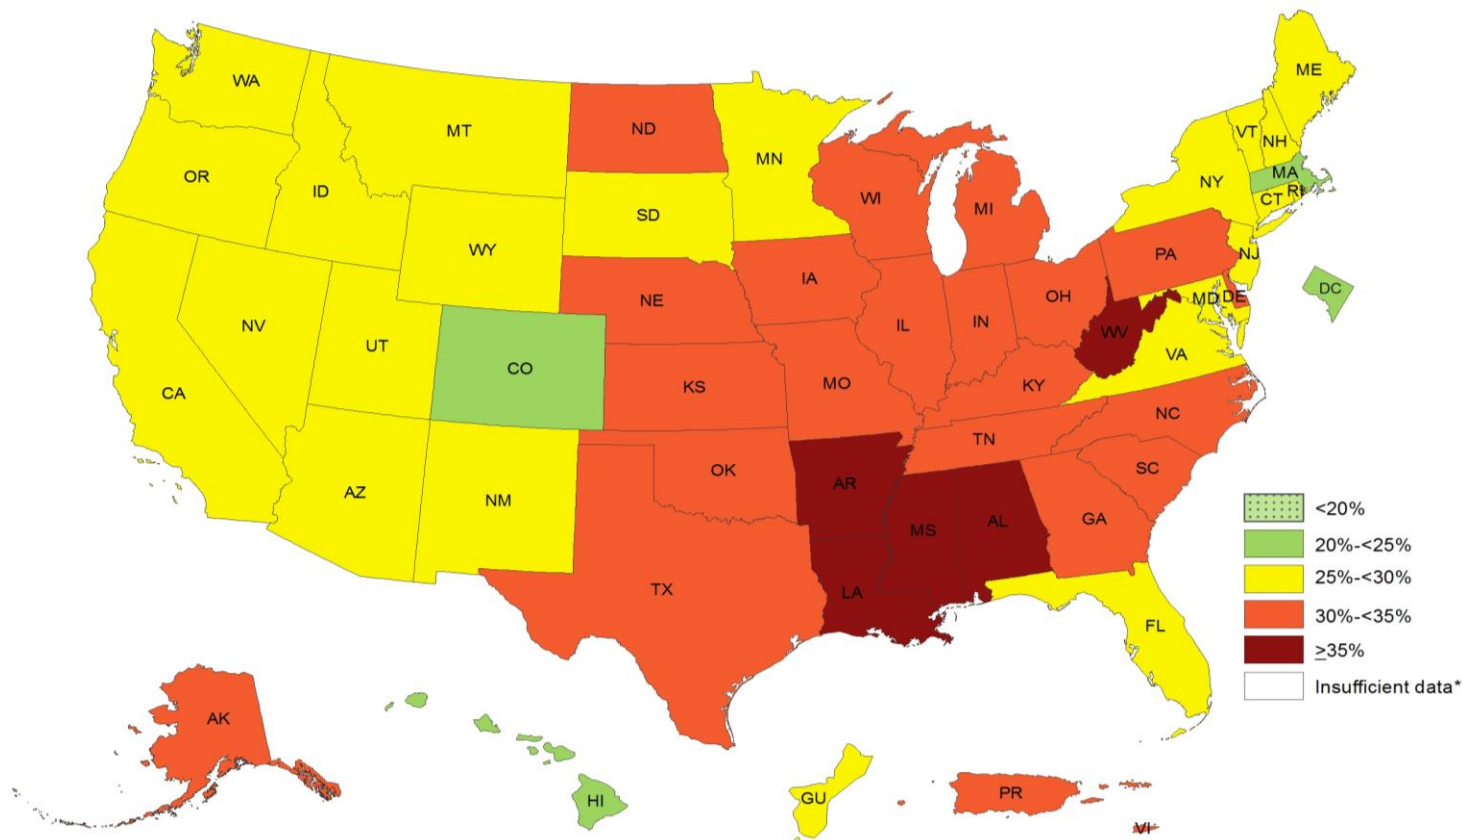 ME
WA
MT
ND
MN
VT
NH
OR
ID
SD
WI
MI
NY
MA
CT
RI
WY
IA
PA
NJ
NE
OH
MD
DE
DC
NV
UT
IL
IN
WV
VA
CA
CO
KS
MO
KY
NC
TN
AZ
NM
OK
AR
SC
MS
AL
GA
TX
LA
FL
<20%
20%-<25%
25%-<30%
30%-<35%
≥35%
Insufficient data*
AK
HI
GU
PR
VI